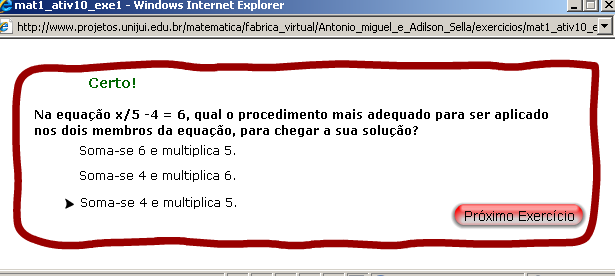 mat1_ativ10_exe1 - Windows Internet Explorer
http://www.projetos.unijui.edu.br/matematica/fabrica_virtual/Antonio_miguel_e_Adilson_Sella/exercicios/mat1_ativ10_e
Certo!
Na equação x/5 -4 = 6, qual o procedimento mais adequado para ser aplicado
nos dois membros da equação, para chegar a sua solução?
Soma-se 6 e multiplica 5.
Soma-se 4 e multiplica 6.
Soma-se 4 e multiplica 5.
Próximo Exercício